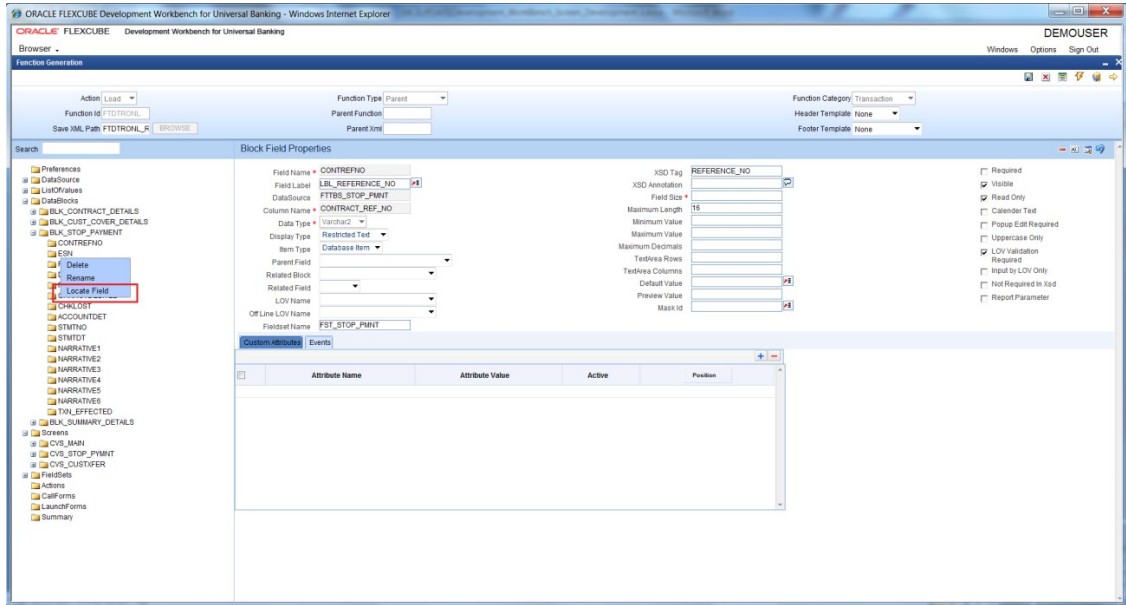 ORACLE FLEXCUBE Development Workbench for Universal Banking - Windows Internet Explorer
ORACLE FLEXCUBE Development Workbench for Universal Banking DEMOUSER
Browser Windows Options Sign Out
Function Generation
Action Load Function Type Parent Function Category Transaction
Function Id FTDTRONL Parent Function Header Template None
Save XML Path FTDTRONL_R BROWSE Parent Xml Footer Template None
Search
Preferences
DataSource
ListOfValues
DataBlocks
BLK_CONTRACT_DETAILS
BLK_CUST_COVER_DETAILS
BLK_STOP_PAYMENT
CONTREFNO
ESN
Delete
Rename
Locate Field
CHKLOST
ACCOUNTDET
STMTNO
STMTDT
NARRATIVE1
NARRATIVE2
NARRATIVE3
NARRATIVE4
NARRATIVE5
NARRATIVE6
TXN_EFFECTED
BLK_SUMMARY_DETAILS
Screens
CVS_MAIN
CVS_STOP_PYMNT
CVS_CUSTXFER
FieldSets
Actions
CallForms
LaunchForms
Summary
Block Field Properties
Field Name * CONTREFNO
Field Label LBL_REFERENCE_NO
DataSource FTTBS_STOP_PMNT
Column Name * CONTRACT_REF_NO
Data Type * Varchar2
Display Type Restricted Text
Item Type Database Item
Parent Field
Related Block
Related Field
LOV Name
Off Line LOV Name
Fieldset Name FST_STOP_PMNT
XSD Tag REFERENCE_NO
XSD Annotation
Field Size *
Maximum Length 16
Minimum Value
Maximum Value
Maximum Decimals
TextArea Rows
TextArea Columns
Default Value
Preview Value
Mask Id
Required
Visible
Read Only
Calender Text
Popup Edit Required
Uppercase Only
LOV Validation
Required
Input by LOV Only
Not Required In Xsd
Report Parameter
Custom Attributes Events
Attribute Name Attribute Value Active Position